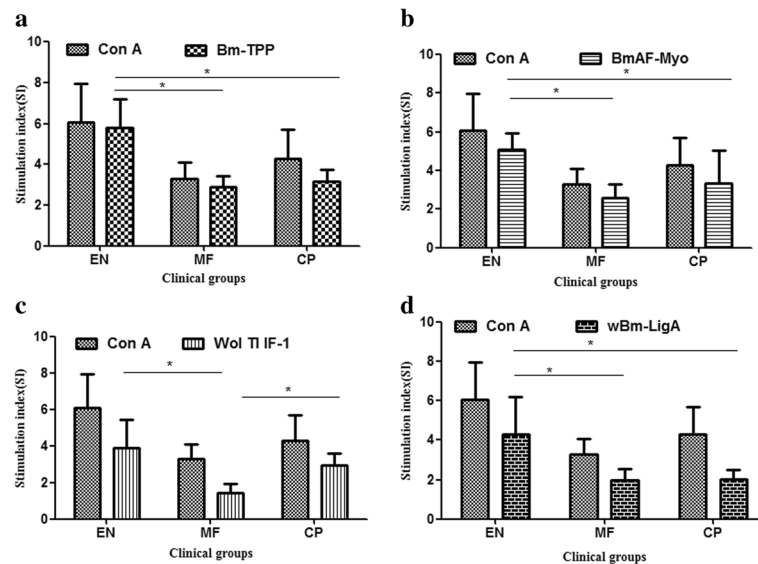 a
Con A Bm-TPP
*
*
Stimulation index(SI)
10
8
6
4
2
0
EN MF CP
Clinical groups
b
Con A BmAF-Myo
*
*
Stimulation index(SI)
10
8
6
4
2
0
EN MF CP
Clinical groups
c
Con A Wol Tl IF-1
*
*
Stimulation index(SI)
10
8
6
4
2
0
EN MF CP
Clinical groups
d
Con A wBm-LigA
*
*
Stimulation index(SI)
10
8
6
4
2
0
EN MF CP
Clinical groups